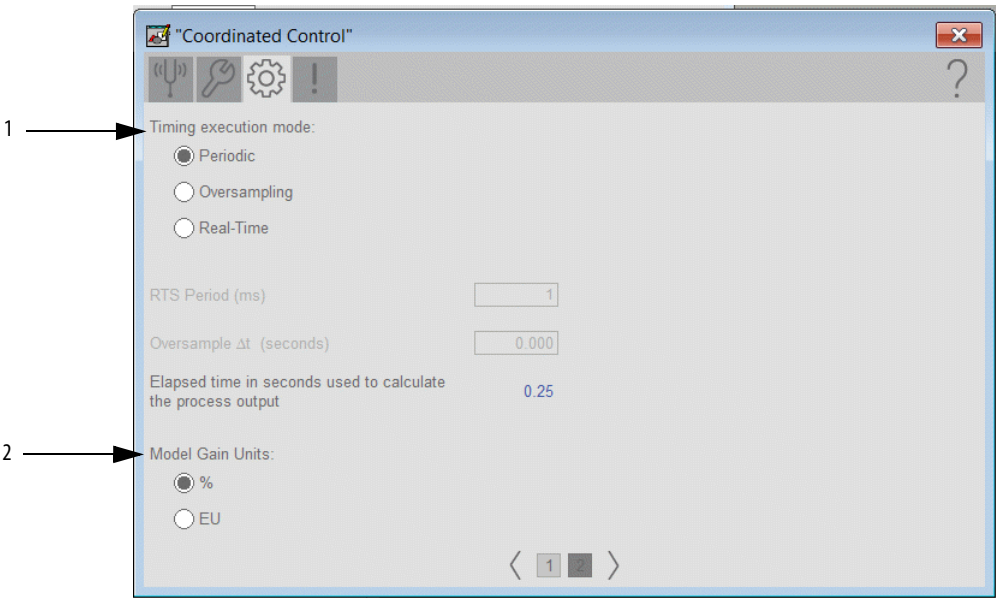 "Coordinated Control"
!
?
1
Timing execution mode:
Periodic
Oversampling
Real-Time
RTS Period (ms) 1
Oversample Δt (seconds) 0.000
Elapsed time in seconds used to calculate
the process output
0.25
2
Model Gain Units:
%
EU
1 2